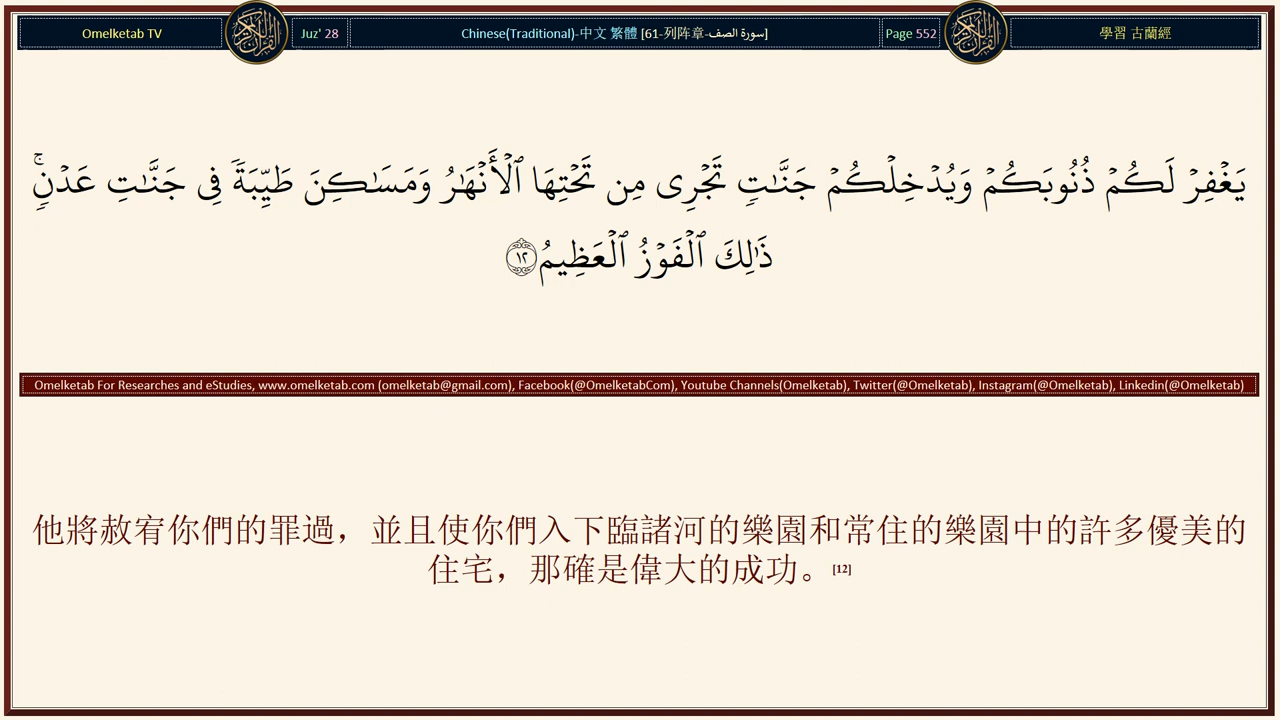 Omelketab TV
Juz' 28
Chinese(Traditional)-中文 繁體 [61-列阵章-سورة الصف]
Page 552
學習 古蘭經
يَغۡفِرۡ لَكُمۡ ذُنُوبَكُمۡ وَيُدۡخِلۡكُمۡ جَنَّٰتٖ تَجۡرِى مِن تَحۡتِهَا ٱلۡأَنۡهَٰرُ وَمَسَٰكِنَ طَيِّبَةٗ فِى جَنَّٰتِ عَدۡنٖۚ
ذَٰلِكَ ٱلۡفَوۡزُ ٱلۡعَظِيمُ ١٢
Omelketab For Researches and eStudies, www.omelketab.com (omelketab@gmail.com), Facebook(@OmelketabCom), Youtube Channels(Omelketab), Twitter(@Omelketab), Instagram(@Omelketab), Linkedin(@Omelketab)
他將赦宥你們的罪過，並且使你們入下臨諸河的樂園和常住的樂園中的許多優美的
住宅，那確是偉大的成功。[12]